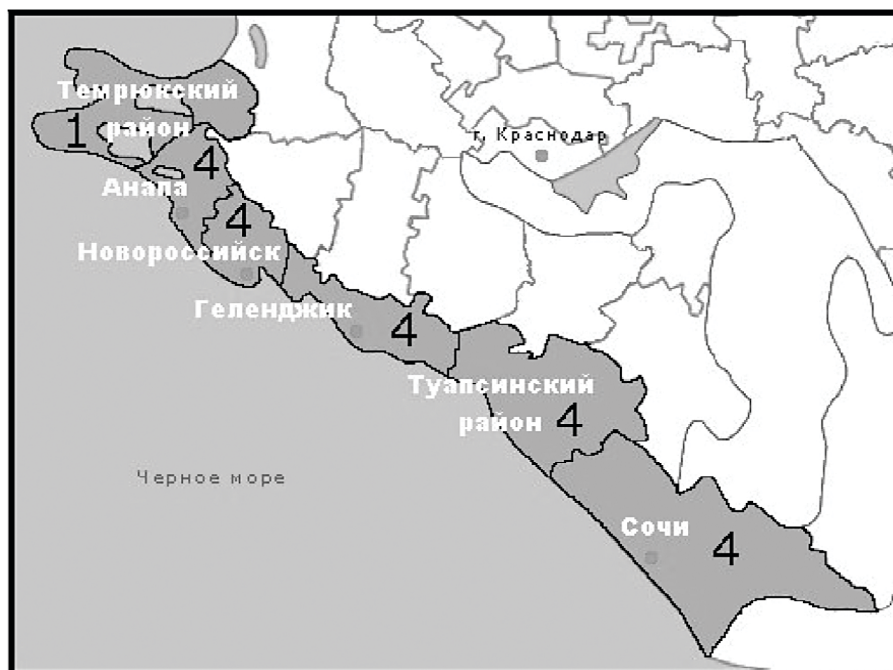 Темрюкский
район
1
г. Краснодар
4
Анапа
4
Новороссийск
Геленджик
4
Туапсинский
район
4
Черное море
Сочи
4